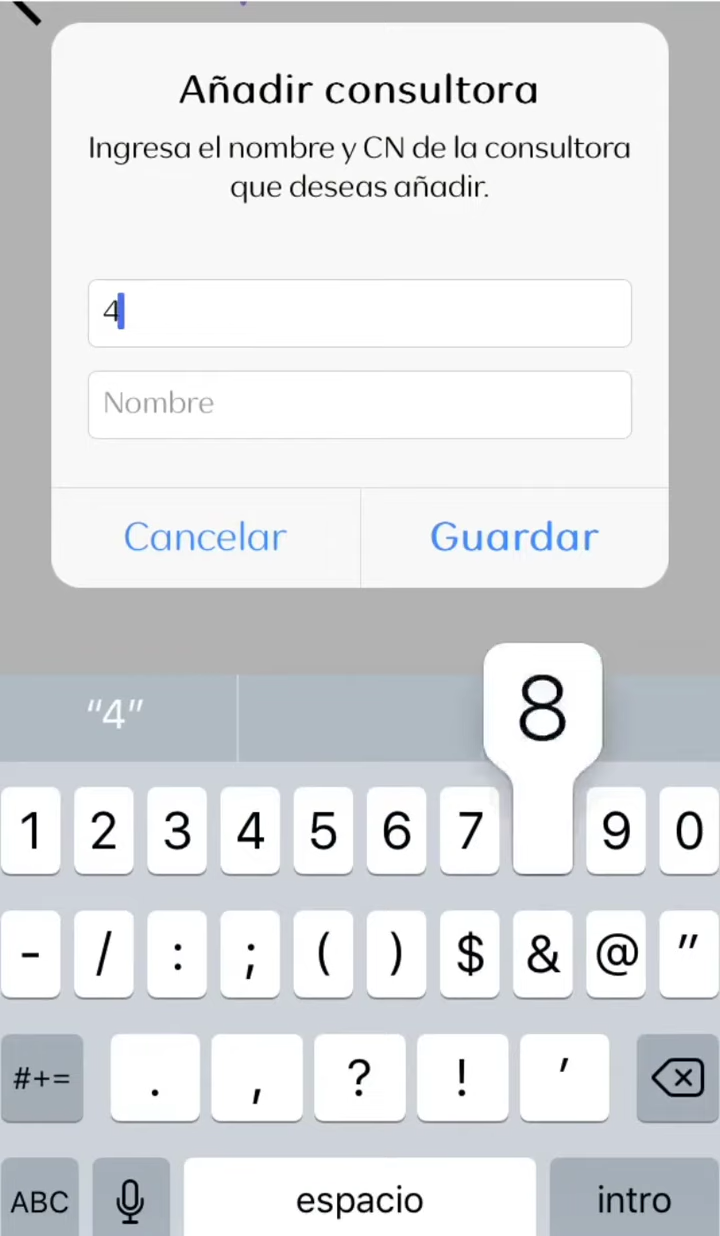 Añadir consultora
Ingresa el nombre y CN de la consultora
que deseas añadir.
4
Nombre
Cancelar Guardar
“4”
8
1 2 3 4 5 6 7 9 0
- / : ; ( ) $ & @ "
#+= . , ? ! '
ABC espacio intro